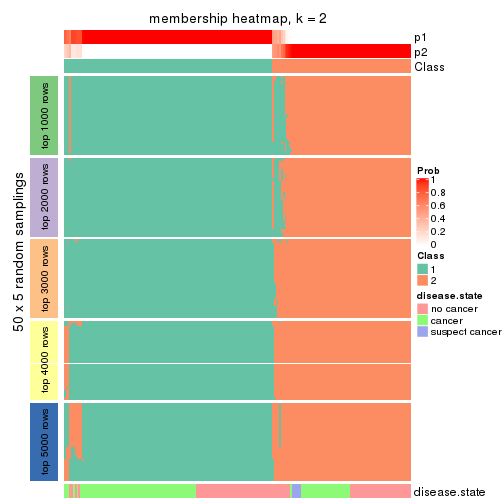 membership heatmap, k = 2
p1
p2
Class
50 x 5 random samplings
top 1000 rows
top 2000 rows
top 3000 rows
top 4000 rows
top 5000 rows
disease.state
Prob
1
0.8
0.6
0.4
0.2
0
Class
1
2
disease.state
no cancer
cancer
suspect cancer